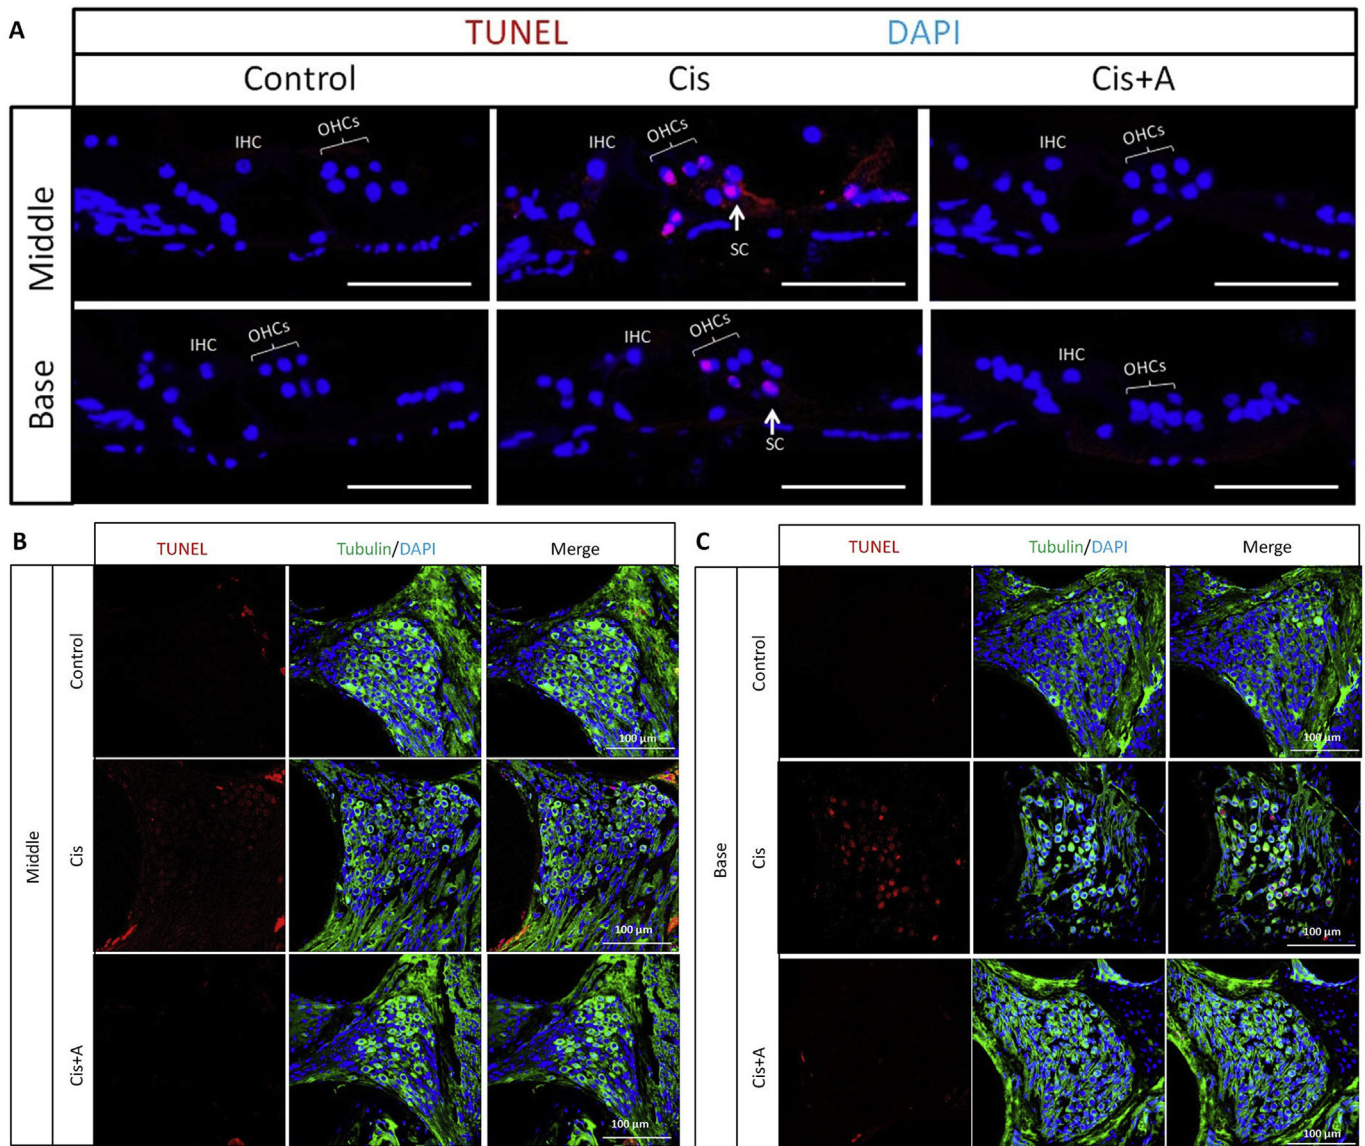 A
TUNEL DAPI
Control Cis Cis+A
Middle
IHC OHCs
IHC OHCs
SC
IHC OHCs
Base
IHC OHCs
IHC OHCs
SC
IHC OHCs
B
TUNEL Tubulin/DAPI Merge
Middle
Control
100 μm
Cis
100 μm
Cis+A
100 μm
C
TUNEL Tubulin/DAPI Merge
Base
Control
100 μm
Cis
100 μm
Cis+A
100 μm